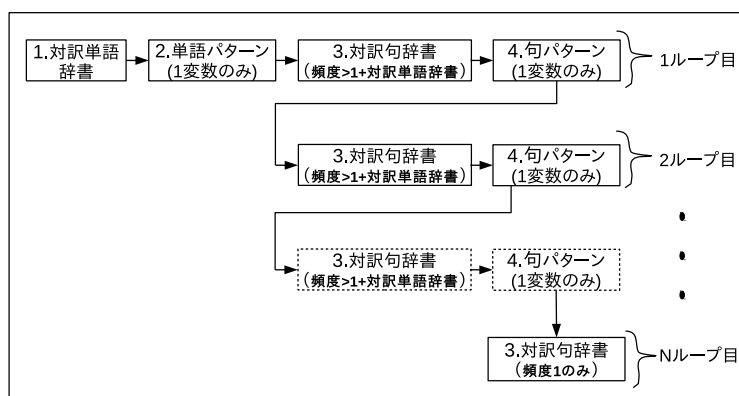 1.対訳単語
辞書
2.単語パターン
(1変数のみ)
3.対訳句辞書
(頻度>1+対訳単語辞書)
4.句パターン
(1変数のみ)
1ループ目
3.対訳句辞書
(頻度>1+対訳単語辞書)
4.句パターン
(1変数のみ)
2ループ目
3.対訳句辞書
(頻度>1+対訳単語辞書)
4.句パターン
(1変数のみ)
3.対訳句辞書
(頻度1のみ)
Nループ目